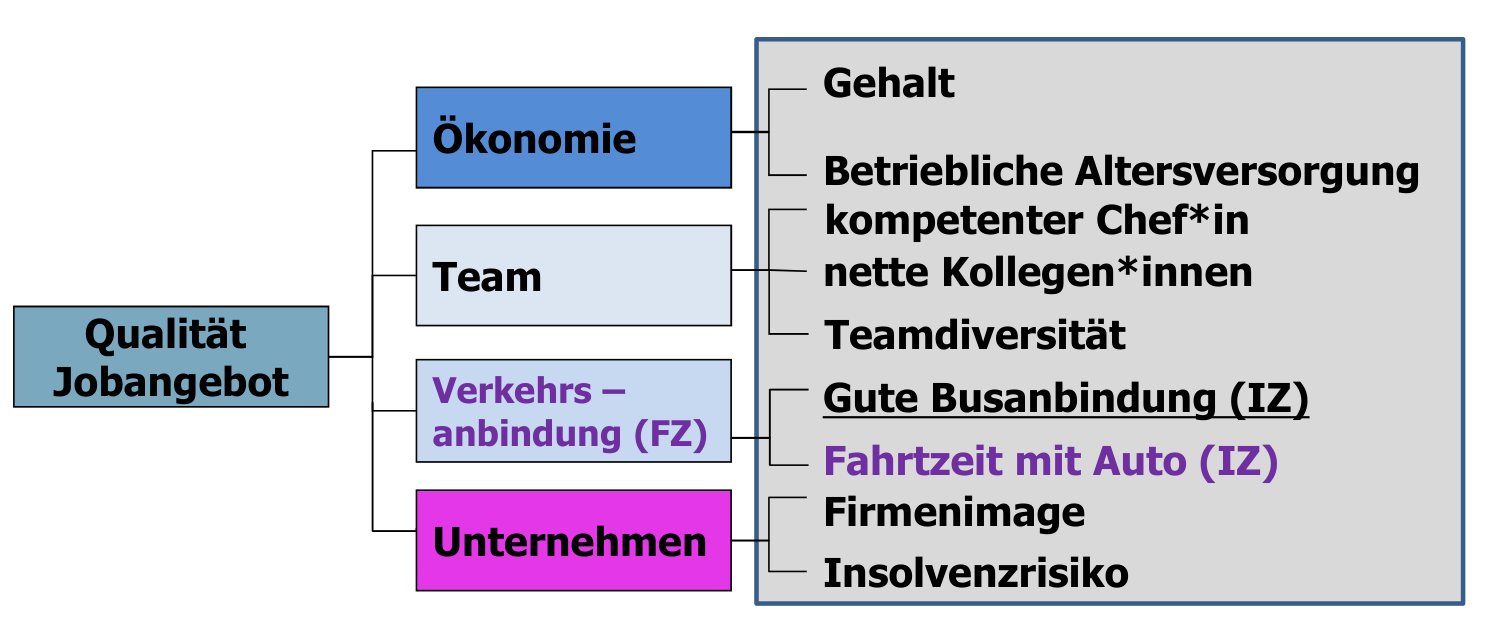 Qualität
Jobangebot
Ökonomie
Team
Verkehrs –
anbindung (FZ)
Unternehmen
Gehalt
Betriebliche Altersversorgung
kompetenter Chef*in
nette Kollegen*innen
Teamdiversität
Gute Busanbindung (IZ)
Fahrtzeit mit Auto (IZ)
Firmenimage
Insolvenzrisiko